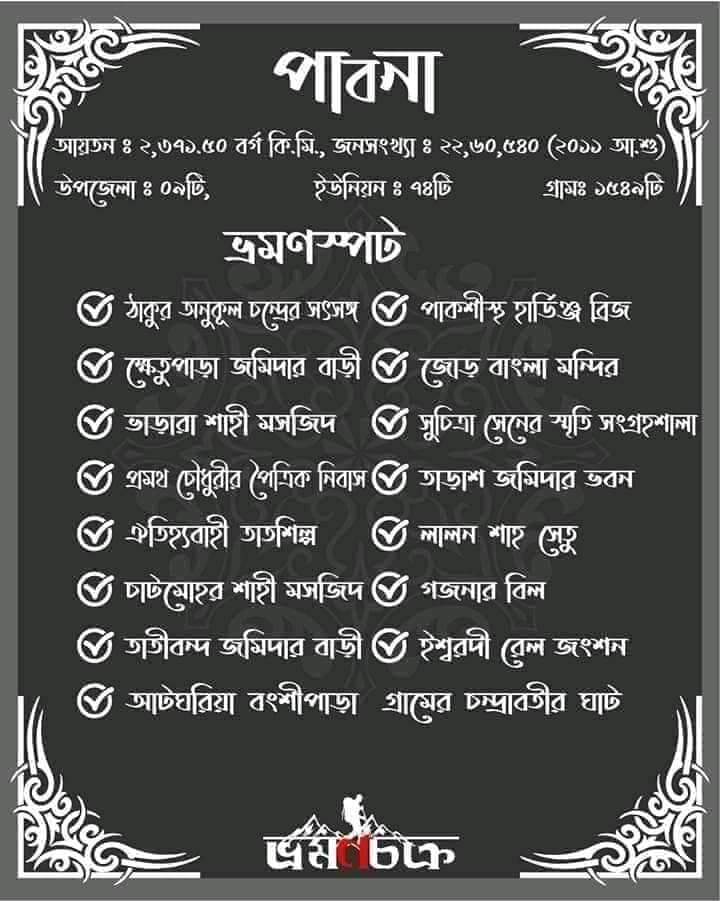 পাবনা
আয়তন ঃ ২,৩৭১.৫০ বর্গ কি.মি., জনসংখ্যা ঃ ২২,৬০,৫৪০ (২০১১ আ.শু)
উপজেলা ঃ ০৯টি, ইউনিয়ন ঃ ৭৪টি গ্রামঃ ১৫৪৯টি
ভ্রমণস্পট
ঠাকুর অনুকূল চন্দ্রের সৎসঙ্গ পাকশীস্থ হার্ডিঞ্জ ব্রিজ
ক্ষেতুপাড়া জমিদার বাড়ী জোড় বাংলা মন্দির
ভাড়ারা শাহী মসজিদ সুচিত্রা সেনের স্মৃতি সংগ্রহশালা
প্রমথ চৌধুরীর পৈত্রিক নিবাস তাড়াশ জমিদার ভবন
ঐতিহ্যবাহী তাতশিল্প লালন শাহ সেতু
চাটমোহর শাহী মসজিদ গজনার বিল
তাতীবন্দ জমিদার বাড়ী ইশ্বরদী রেল জংশন
আটঘরিয়া বংশীপাড়া গ্রামের চন্দ্রাবতীর ঘাট
ভ্রমণচক্র